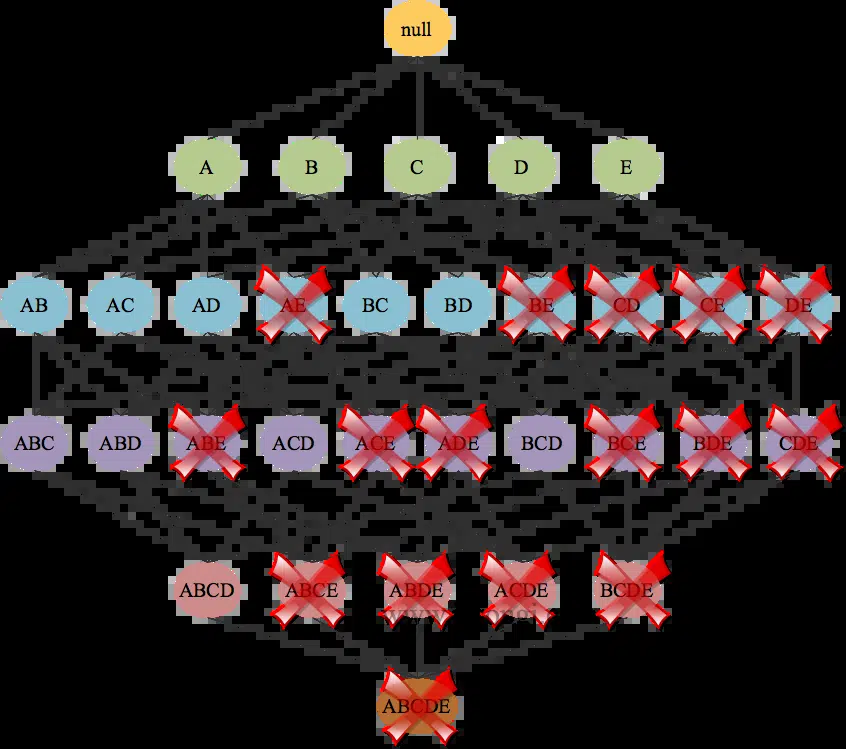 null
A B C D E
AB AC AD AE BC BD BE CD CE DE
ABC ABD ABE ACD ACE ADE BCD BCE BDE CDE
ABCD ABCE ABDE ACDE BCDE
ABCDE